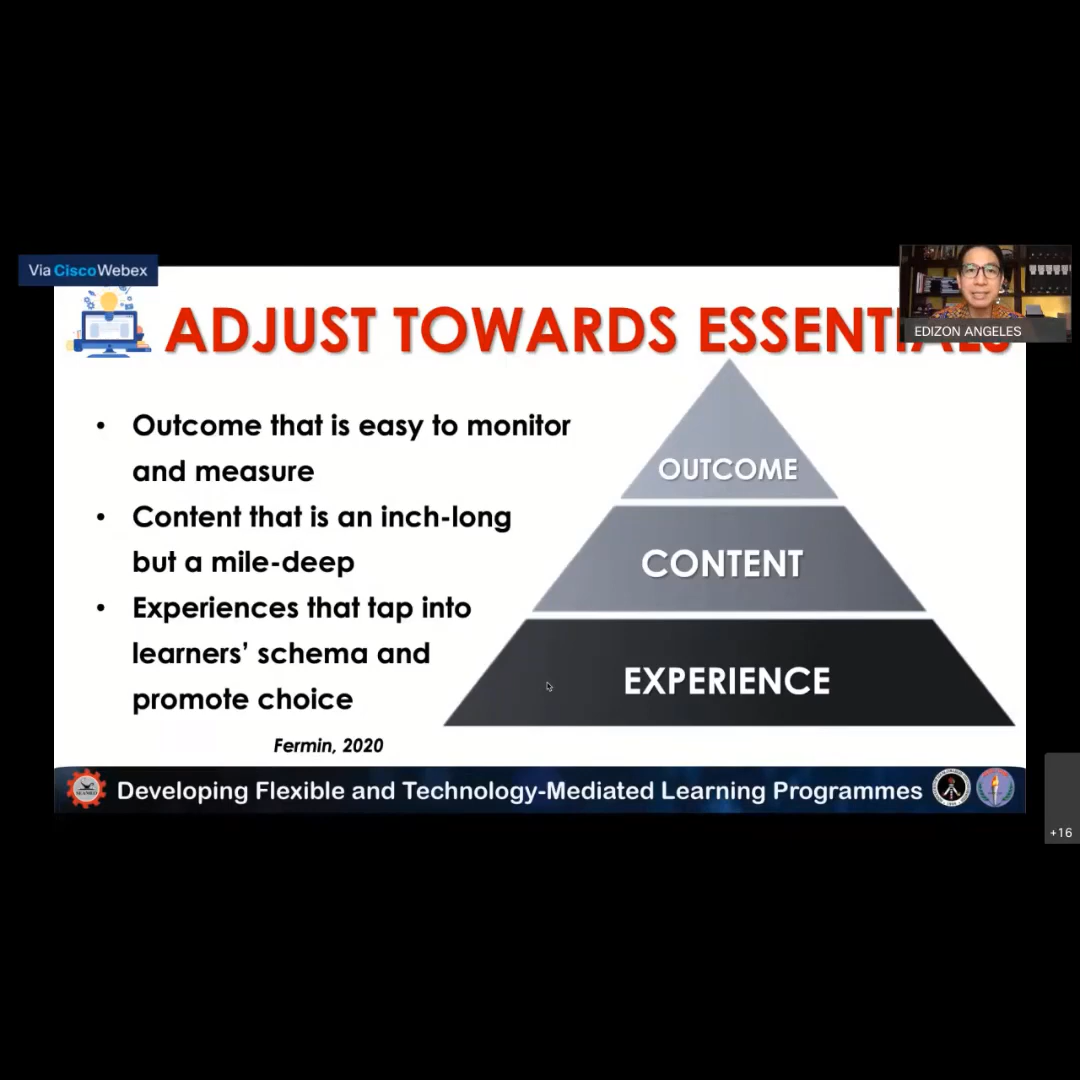 Via CiscoWebex
EDIZON ANGELES
ADJUST TOWARDS ESSENTIALS
• Outcome that is easy to monitor
and measure
• Content that is an inch-long
but a mile-deep
• Experiences that tap into
learners’ schema and
promote choice
Fermin, 2020
OUTCOME
CONTENT
EXPERIENCE
Developing Flexible and Technology-Mediated Learning Programmes
+16